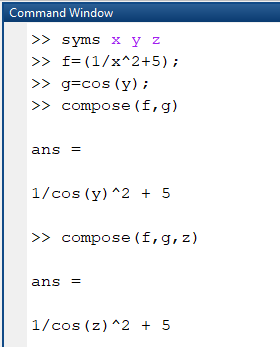 Command Window
>> syms x y z
>> f=(1/x^2+5);
>> g=cos(y);
>> compose(f,g)
ans =
1/cos(y)^2 + 5
>> compose(f,g,z)
ans =
1/cos(z)^2 + 5